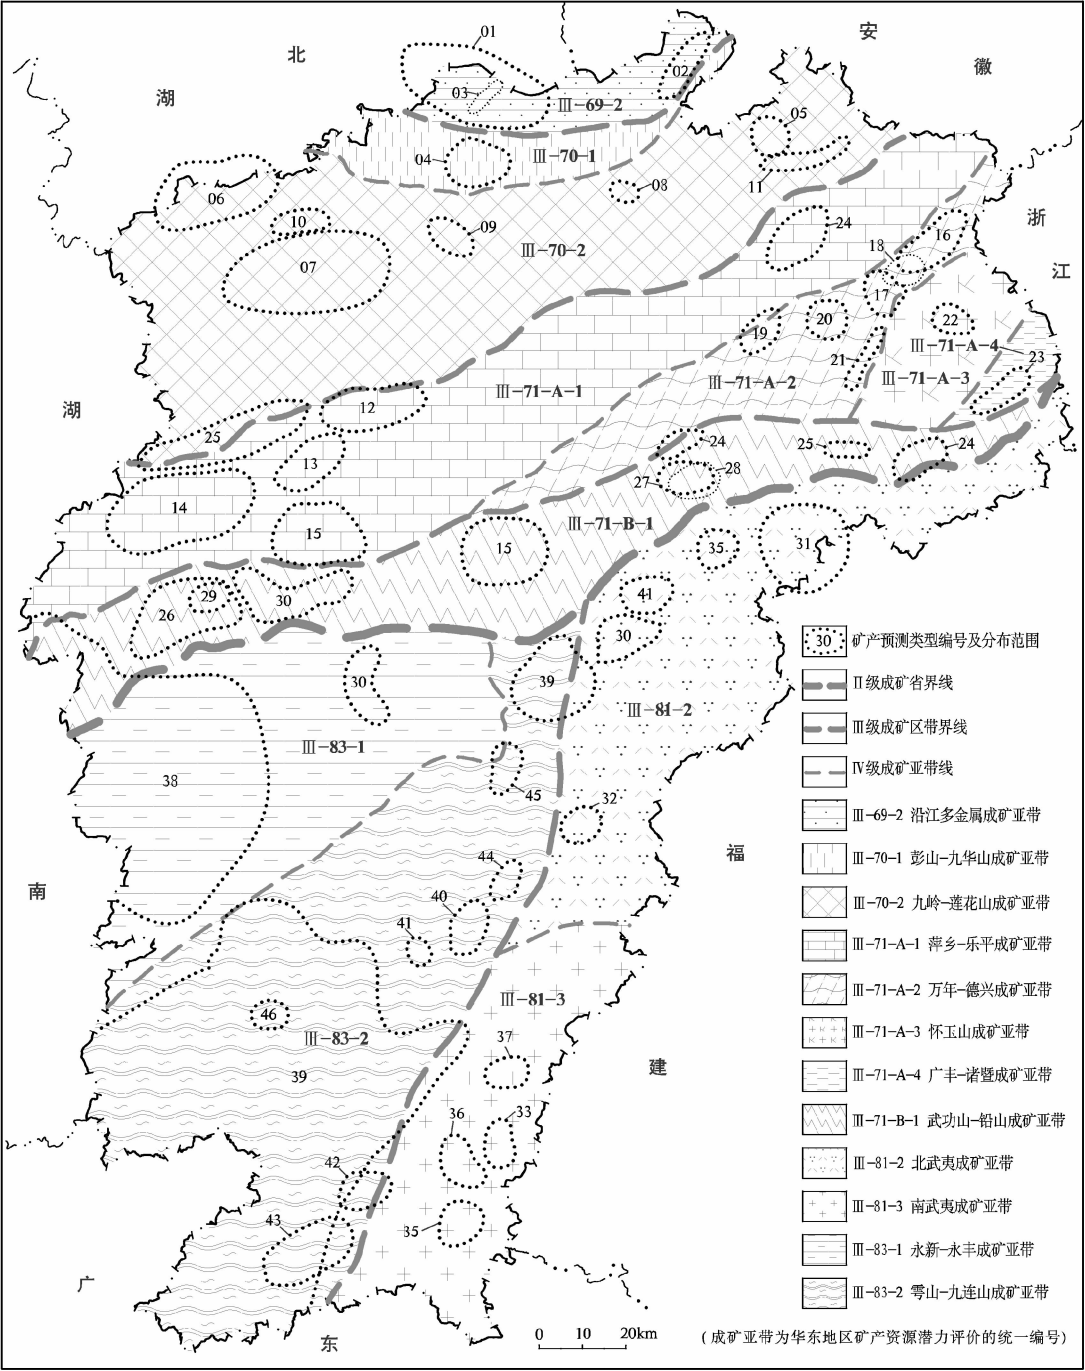 01
北
安
徽
湖
02
03
Ⅲ-69-2
05
04
Ⅲ-70-1
11
08
06
10
09
24
浙
16
18
07
Ⅲ-70-2
江
17
22
20
19
Ⅲ-71-A-4
21
23
Ⅲ-71-A-2
Ⅲ-71-A-3
Ⅲ-71-A-1
湖
12
25
24
25
24
13
28
27
14
15
Ⅲ-71-B-1
15
35
31
29
41
26
30
30
30
39
Ⅲ-81-2
Ⅲ-83-1
38
45
32
福
44
南
40
41
Ⅲ-81-3
46
Ⅲ-83-2
37
建
39
36
33
42
43
35
广
东
30 矿产预测类型编号及分布范围
Ⅱ级成矿省界线
Ⅲ级成矿区带界线
Ⅳ级成矿亚带线
Ⅲ-69-2 沿江多金属成矿亚带
Ⅲ-70-1 彭山-九华山成矿亚带
Ⅲ-70-2 九岭-莲花山成矿亚带
Ⅲ-71-A-1 萍乡-乐平成矿亚带
Ⅲ-71-A-2 万年-德兴成矿亚带
Ⅲ-71-A-3 怀玉山成矿亚带
Ⅲ-71-A-4 广丰-诸暨成矿亚带
Ⅲ-71-B-1 武功山-铅山成矿亚带
Ⅲ-81-2 北武夷成矿亚带
Ⅲ-81-3 南武夷成矿亚带
Ⅲ-83-1 永新-永丰成矿亚带
Ⅲ-83-2 雩山-九连山成矿亚带
0 10 20km
(成矿亚带为华东地区矿产资源潜力评价的统一编号)